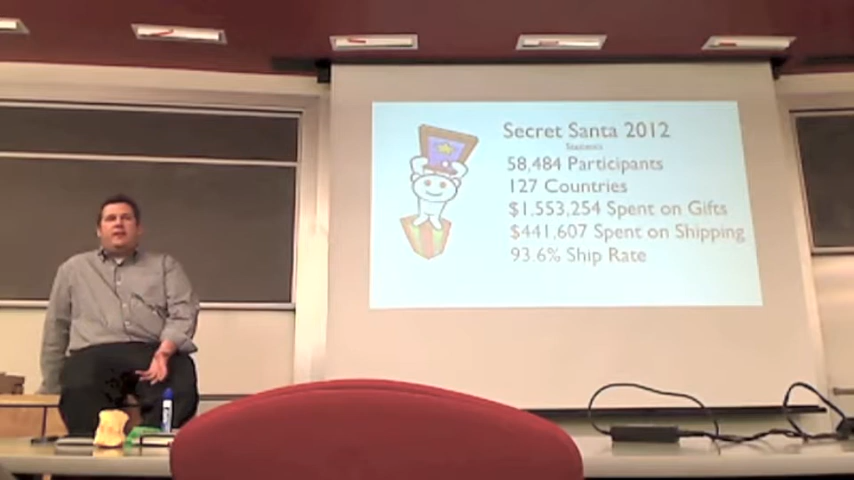 Secret Santa 2012
Statistics
58,484 Participants
127 Countries
$1,553,254 Spent on Gifts
$441,607 Spent on Shipping
93.6% Ship Rate